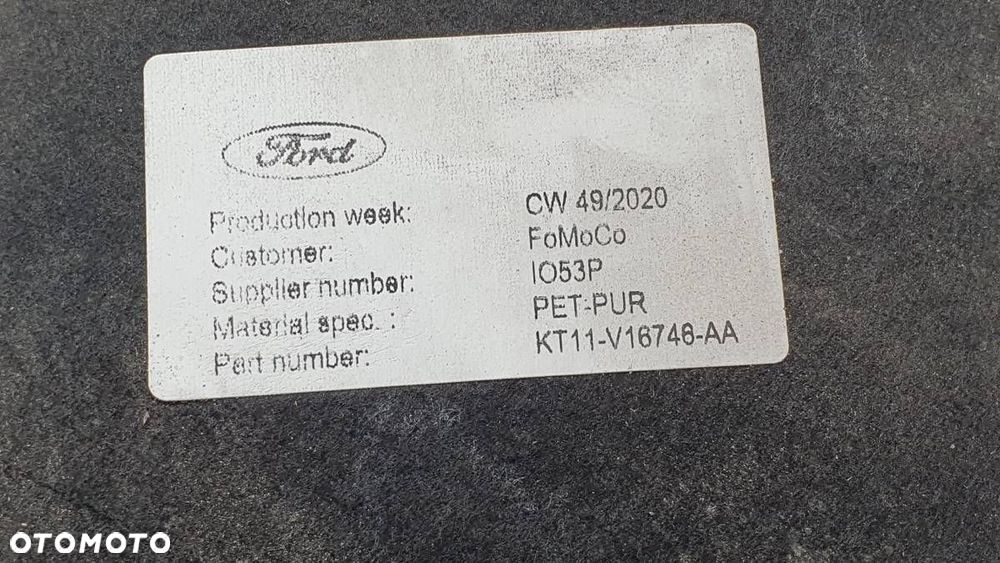 Ford
Production week: CW 49/2020
Customer: FoMoCo
Supplier number: IO53P
Material spec. : PET-PUR
Part number: KT11-V16746-AA
OTOMOTO